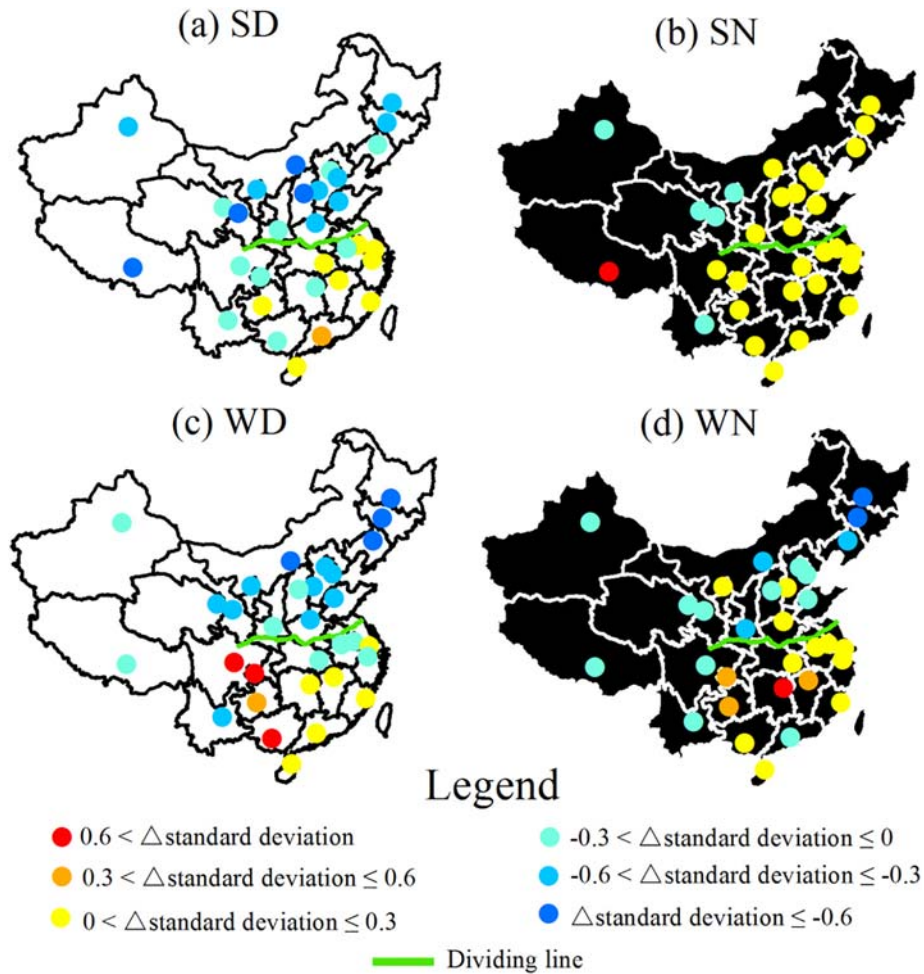 (a) SD
(b) SN
(c) WD
(d) WN
Legend
0.6 < △standard deviation
-0.3 < △standard deviation ≤ 0
0.3 < △standard deviation ≤ 0.6
-0.6 < △standard deviation ≤ -0.3
0 < △standard deviation ≤ 0.3
△standard deviation ≤ -0.6
Dividing line